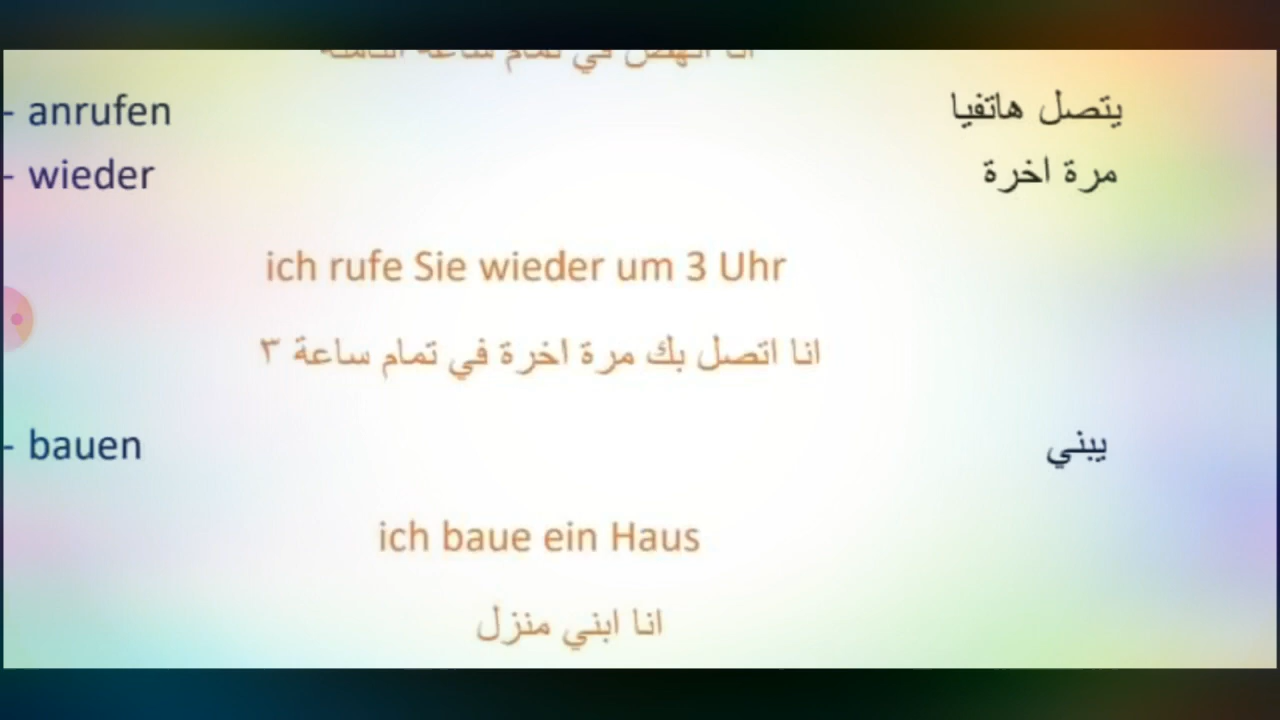 - anrufen يتصل هاتفيا
- wieder مرة اخرة
ich rufe Sie wieder um 3 Uhr
انا اتصل بك مرة اخرة في تمام ساعة ٣
- bauen يبني
ich baue ein Haus
انا ابني منزل